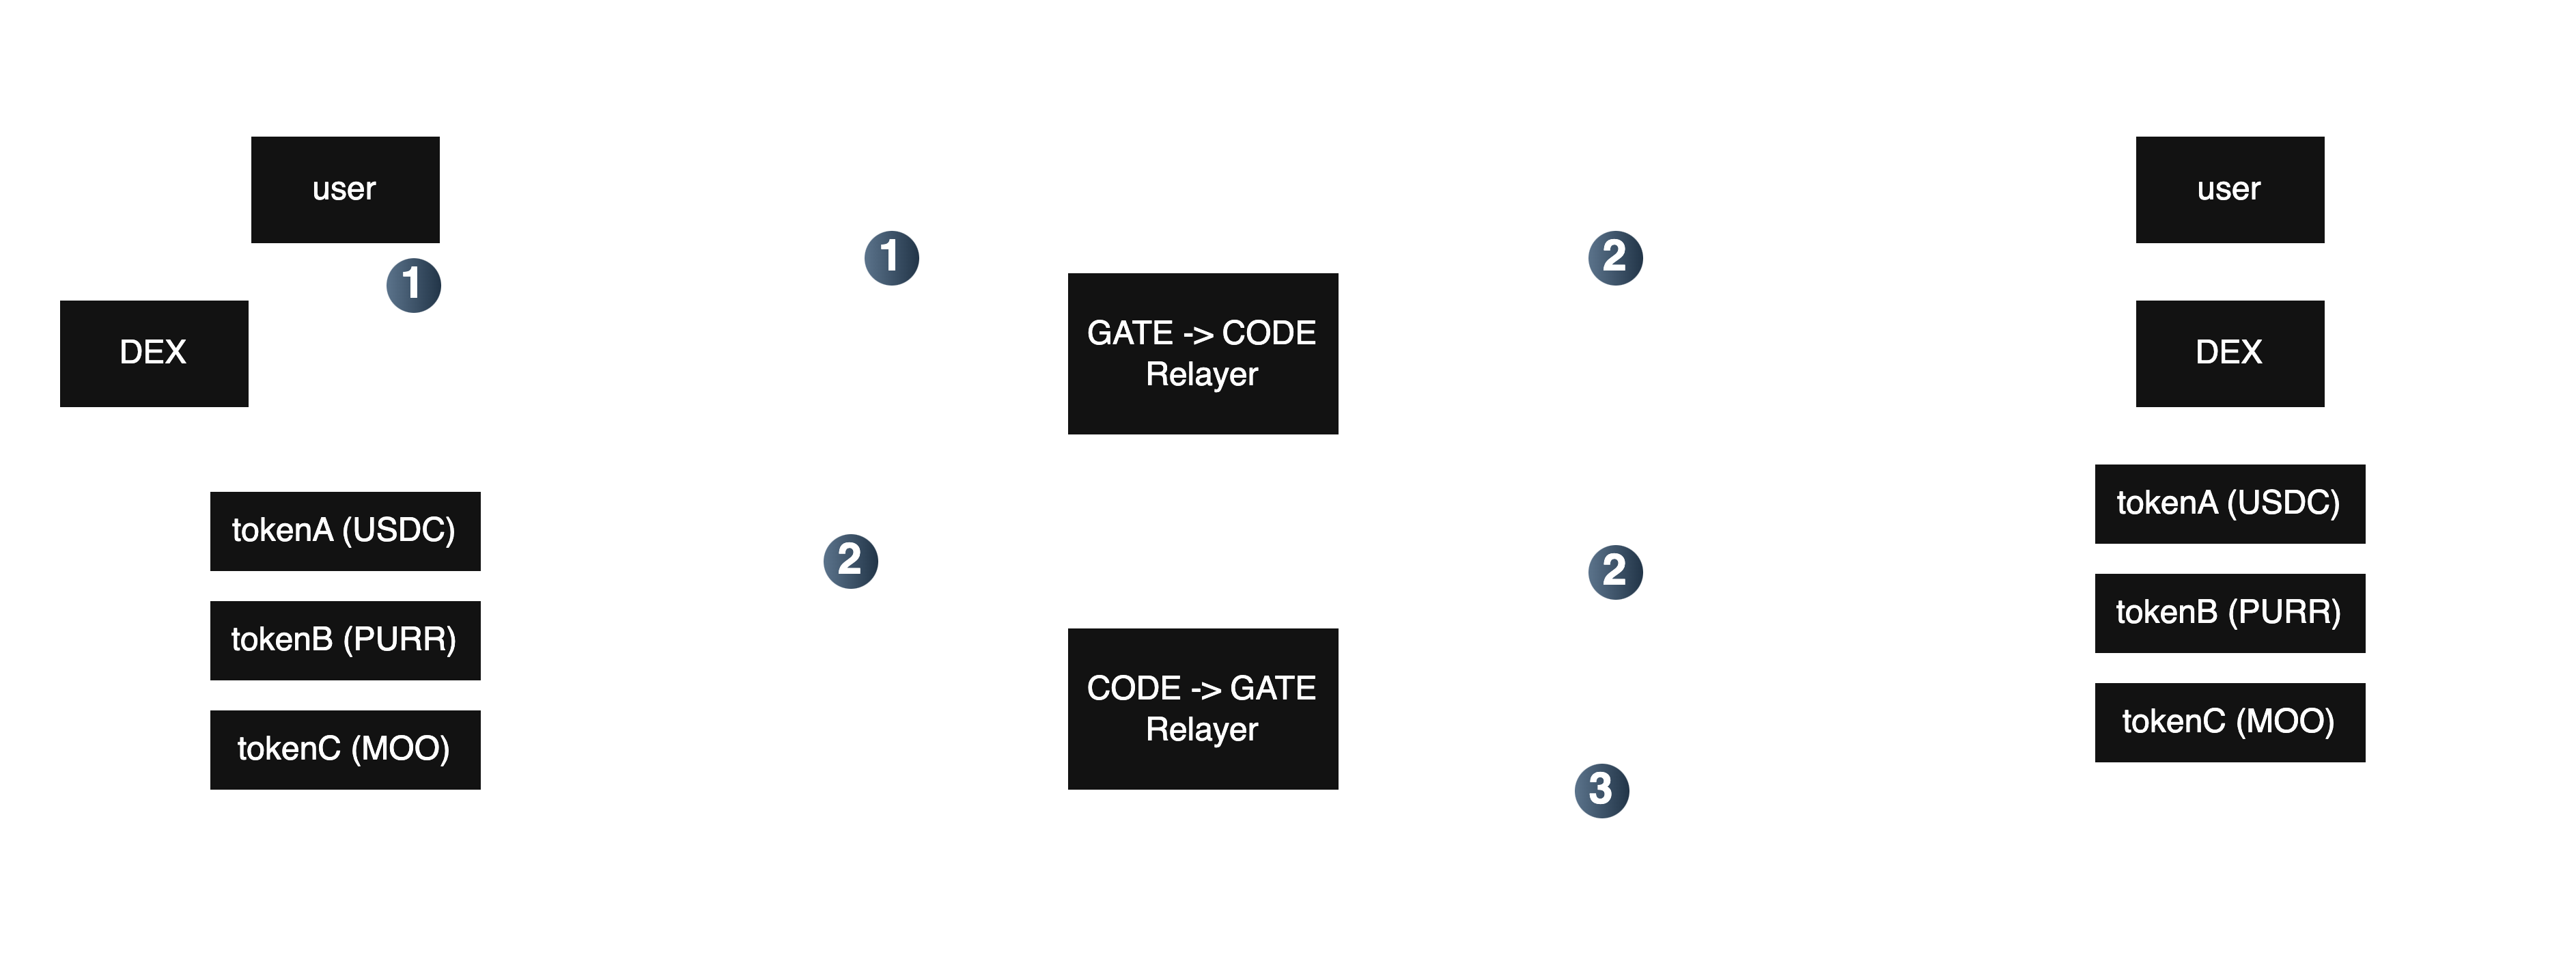 user
1
DEX
tokenA (USDC)
tokenB (PURR)
tokenC (MOO)
1
2
GATE -> CODE
Relayer
CODE -> GATE
Relayer
2
2
3
user
DEX
tokenA (USDC)
tokenB (PURR)
tokenC (MOO)